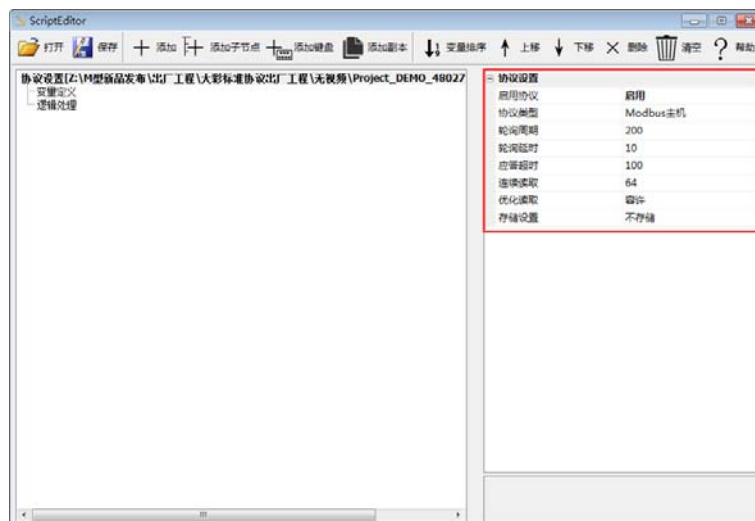 ScriptEditor
打开 保存 添加 添加子节点 添加键盘 添加副本 变量排序 上移 下移 删除 清空 帮助
协议设置[Z:\M型新品发布\出厂工程\大彩标准协议出厂工程\无视频\Project_DEMO_48027
变量定义
逻辑处理
协议设置
启用协议 启用
协议类型 Modbus主机
轮询周期 200
轮询延时 10
应答超时 100
连续读取 64
优化读取 容许
存储设置 不存储